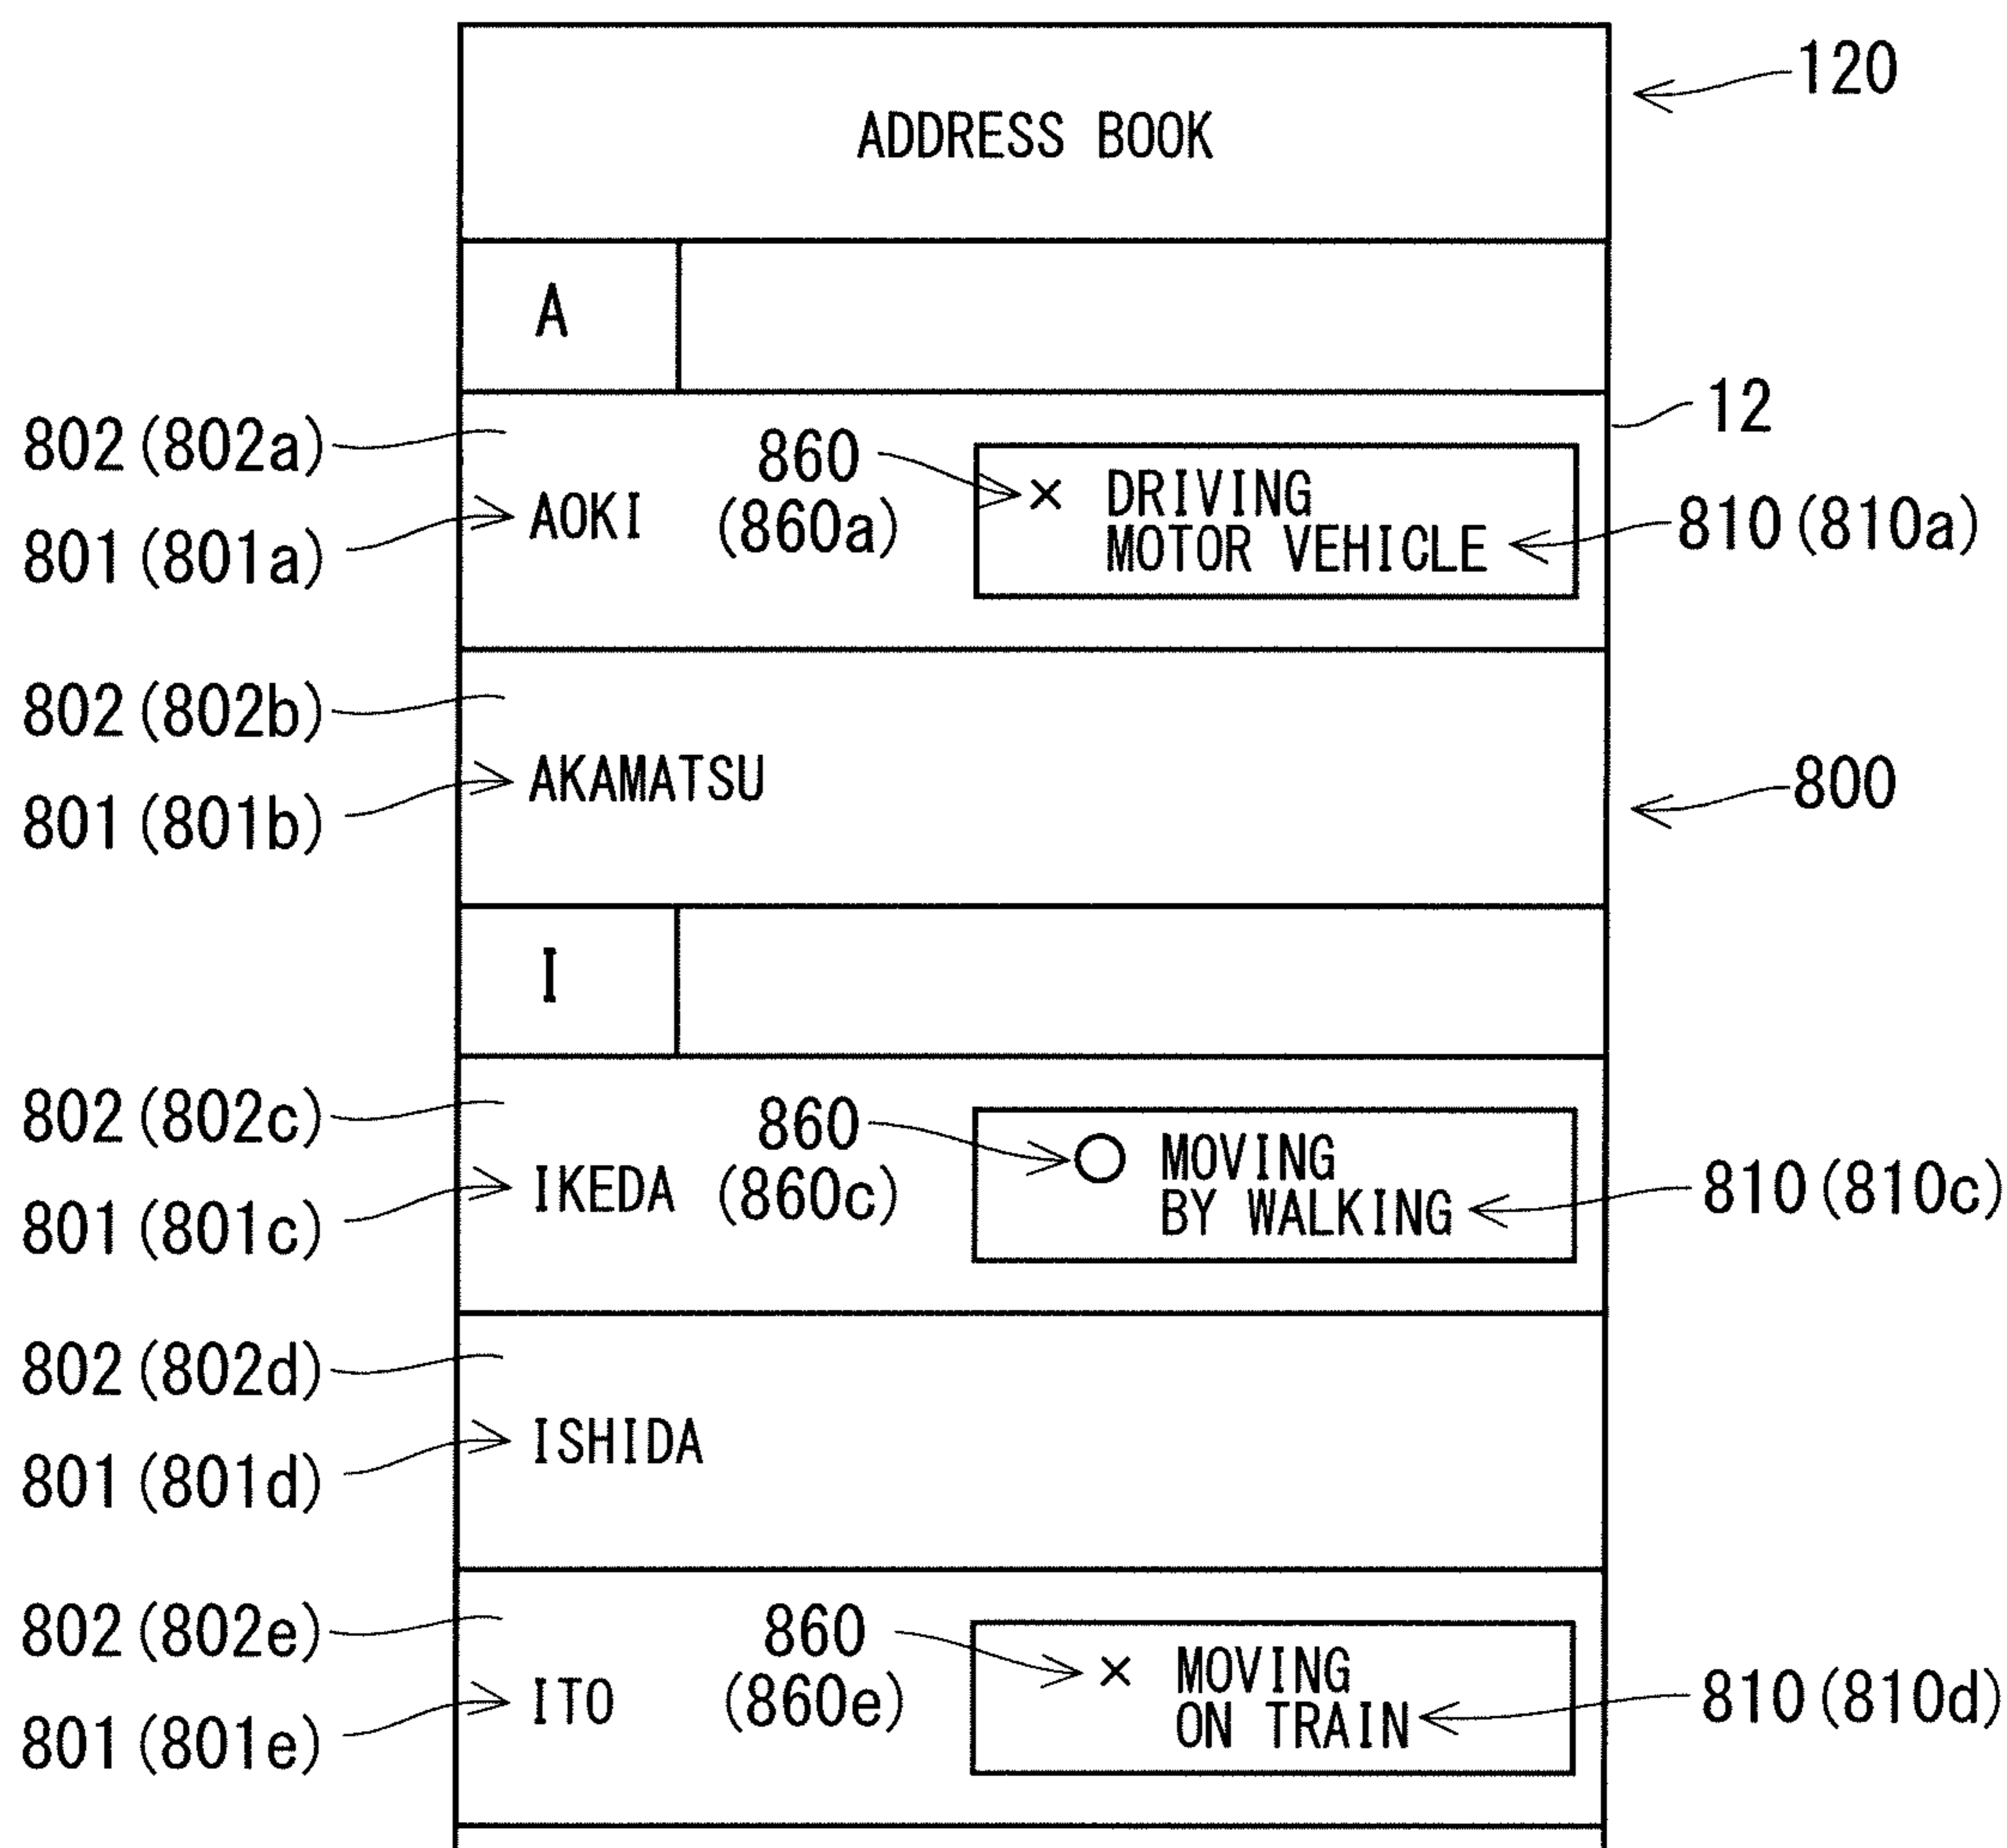 120
ADDRESS BOOK
A
12
802 (802a)
860
× DRIVING
801 (801a)
AOKI
(860a)
MOTOR VEHICLE
810 (810a)
802 (802b)
AKAMATSU
800
801 (801b)
I
802 (802c)
860
○ MOVING
801 (801c)
IKEDA
(860c)
BY WALKING
810 (810c)
802 (802d)
ISHIDA
801 (801d)
802 (802e)
860
× MOVING
801 (801e)
ITO
(860e)
ON TRAIN
810 (810d)